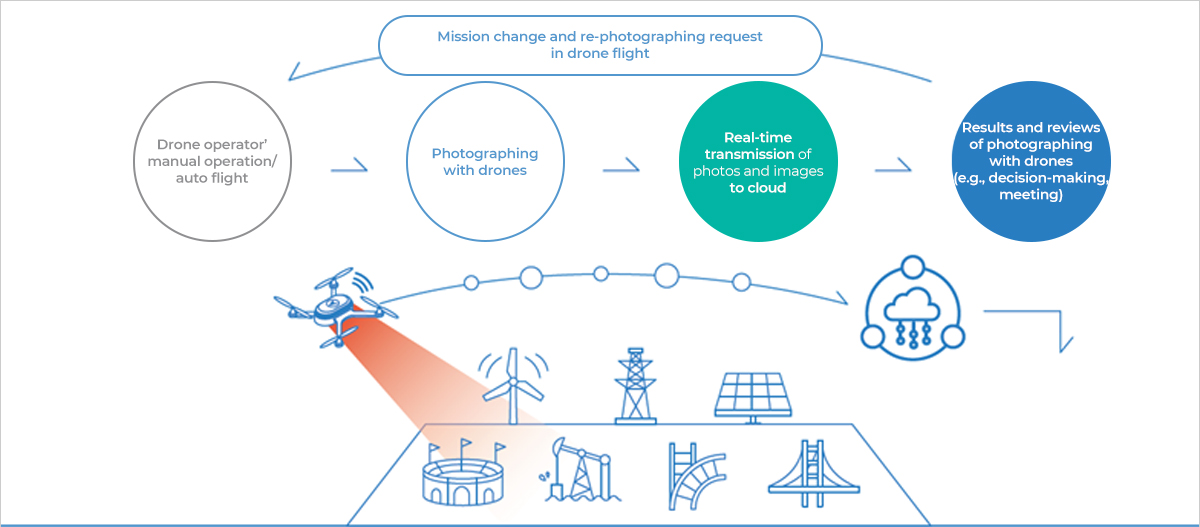 Mission change and re-photographing request
in drone flight
Drone operator’
manual operation/
auto flight
Photographing
with drones
Real-time
transmission of
photos and images
to cloud
Results and reviews
of photographing
with drones
(e.g., decision-making,
meeting)